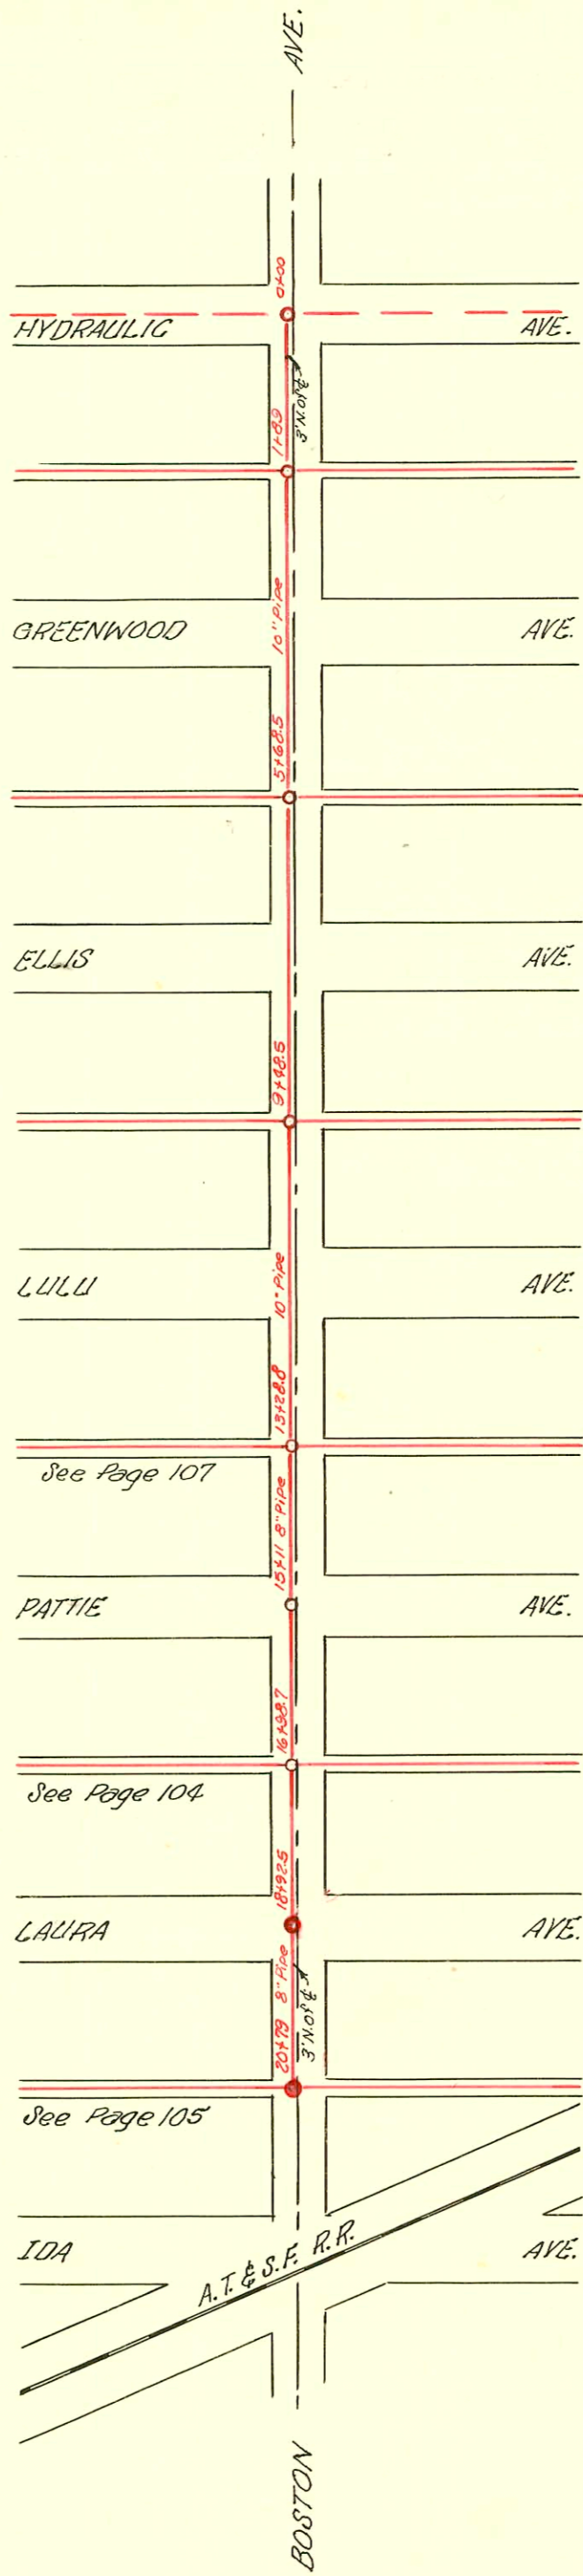 AVE.
0+00
HYDRAULIC AVE.
3' N. of ℄
1+89
10" Pipe
GREENWOOD AVE.
5+68.5
ELLIS AVE.
9+48.5
LULU AVE.
10" Pipe
13+28.8
See Page 107
8" Pipe
15+11
PATTIE AVE.
16+98.7
See Page 104
18+92.5
LAURA AVE.
8" Pipe
3' N. of ℄
20+79
See Page 105
IDA AVE.
A.T. & S.F. R.R.
BOSTON